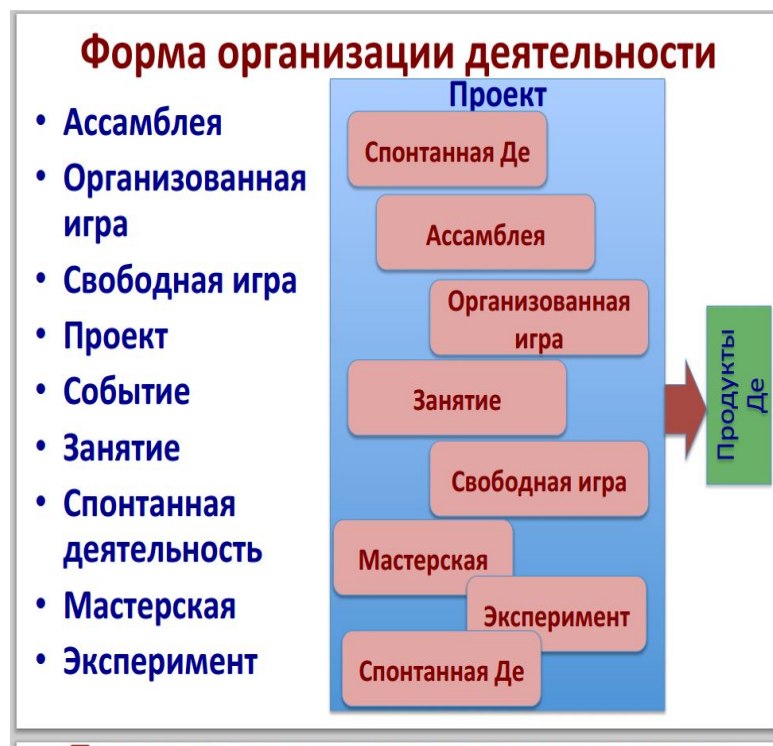 Форма организации деятельности
• Ассамблея
• Организованная
игра
• Свободная игра
• Проект
• Событие
• Занятие
• Спонтанная
деятельность
• Мастерская
• Эксперимент
Проект
Спонтанная Де
Ассамблея
Организованная
игра
Занятие
Свободная игра
Мастерская
Эксперимент
Спонтанная Де
Продукты
Де